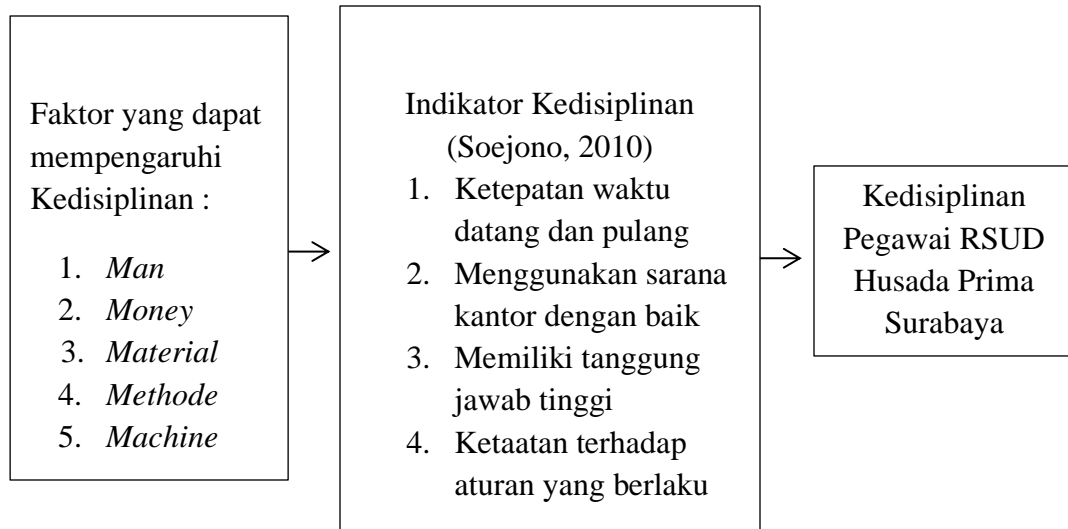 Faktor yang dapat
mempengaruhi
Kedisiplinan :
1. Man
2. Money
3. Material
4. Methode
5. Machine
Indikator Kedisiplinan
(Soejono, 2010)
1. Ketepatan waktu
datang dan pulang
2. Menggunakan sarana
kantor dengan baik
3. Memiliki tanggung
jawab tinggi
4. Ketaatan terhadap
aturan yang berlaku
Kedisiplinan
Pegawai RSUD
Husada Prima
Surabaya